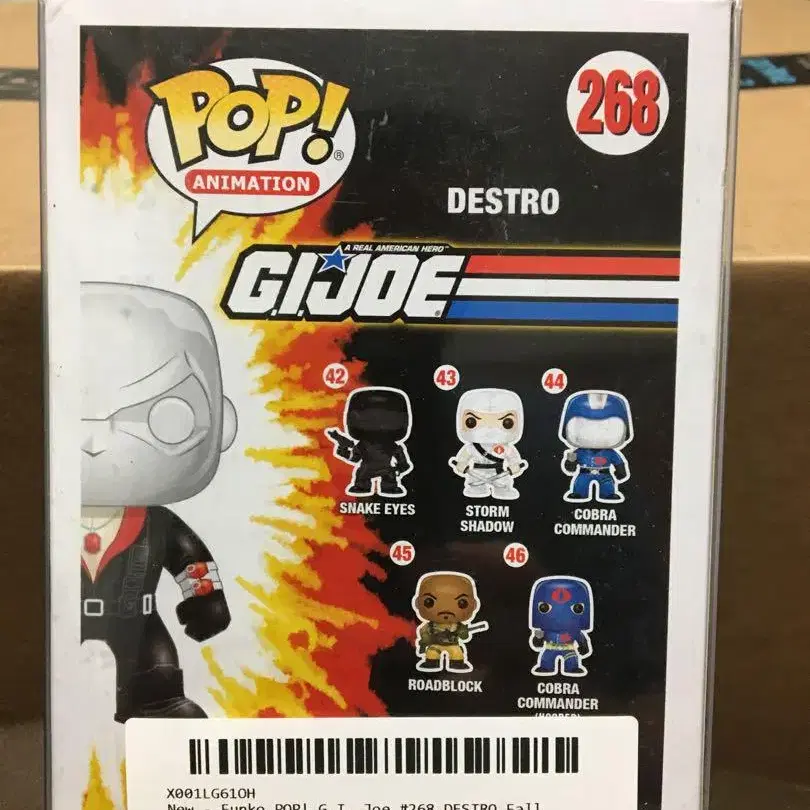 POP!
®
ANIMATION
268
DESTRO
A REAL AMERICAN HERO
G.I.JOE
42
43
44
SNAKE EYES
STORM
SHADOW
COBRA
COMMANDER
45
46
ROADBLOCK
COBRA
COMMANDER
(HOODED)
X001LG61OH
New - Funko POP! G.I. Joe #268 DESTRO Fall